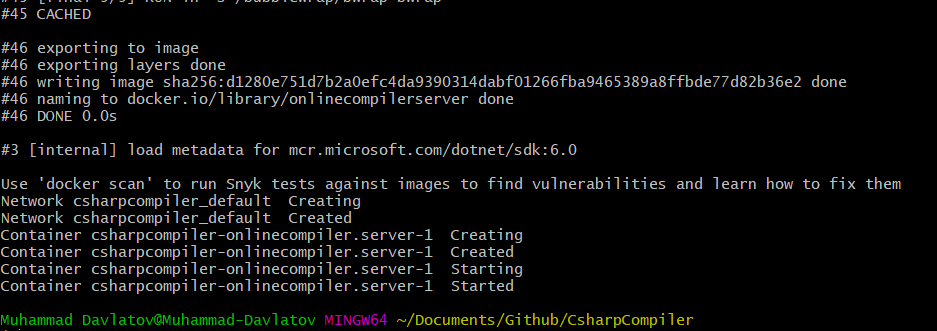 #45 CACHED
#46 exporting to image
#46 exporting layers done
#46 writing image sha256:d1280e751d7b2a0efc4da9390314dabf01266fba9465389a8ffbde77d82b36e2 done
#46 naming to docker.io/library/onlinecompilerserver done
#46 DONE 0.0s
#3 [internal] load metadata for mcr.microsoft.com/dotnet/sdk:6.0
Use 'docker scan' to run Snyk tests against images to find vulnerabilities and learn how to fix them
Network csharpcompiler_default  Creating
Network csharpcompiler_default  Created
Container csharpcompiler-onlinecompiler.server-1  Creating
Container csharpcompiler-onlinecompiler.server-1  Created
Container csharpcompiler-onlinecompiler.server-1  Starting
Container csharpcompiler-onlinecompiler.server-1  Started
Muhammad Davlatov@Muhammad-Davlatov MINGW64 ~/Documents/Github/CsharpCompiler